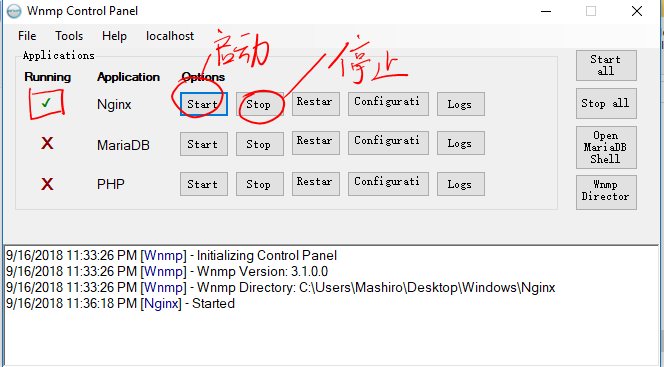 Wnmp Control Panel
File Tools Help localhost
Applications
Running Application Options
启动 停止
Nginx Start Stop Restar Configurati Logs
MariaDB Start Stop Restar Configurati Logs
PHP Start Stop Restar Configurati Logs
Start
all
Stop all
Open
MariaDB
Shell
Wnmp
Director
9/16/2018 11:33:26 PM [Wnmp] - Initializing Control Panel
9/16/2018 11:33:26 PM [Wnmp] - Wnmp Version: 3.1.0.0
9/16/2018 11:33:26 PM [Wnmp] - Wnmp Directory: C:\Users\Mashiro\Desktop\Windows\Nginx
9/16/2018 11:36:18 PM [Nginx] - Started